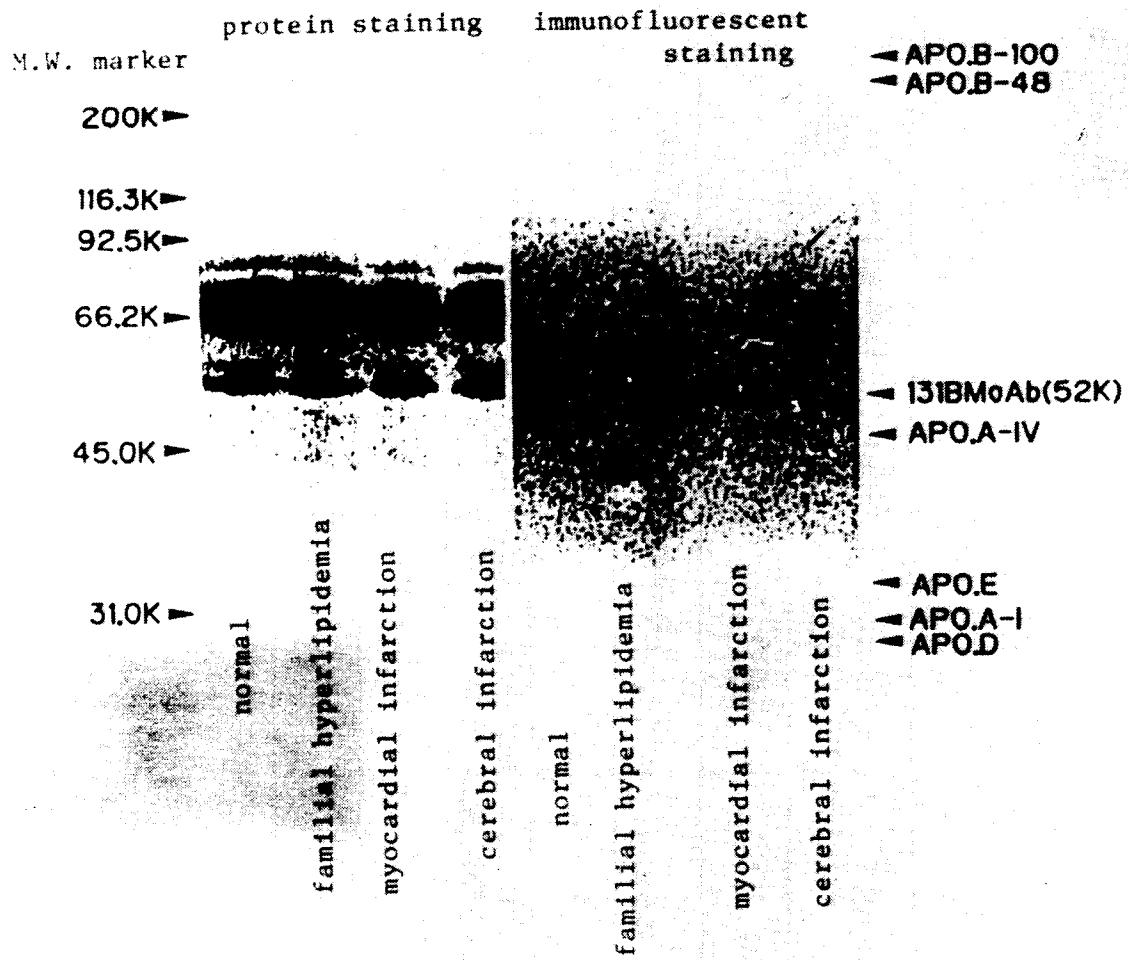 protein staining
immunofluorescent
staining
M.W. marker
200K
116.3K
92.5K
66.2K
45.0K
31.0K
APO.B-100
APO.B-48
131BMoAb(52K)
APO.A-IV
APO.E
APO.A-I
APO.D
normal
familial hyperlipidemia
myocardial infarction
cerebral infarction
normal
familial hyperlipidemia
myocardial infarction
cerebral infarction